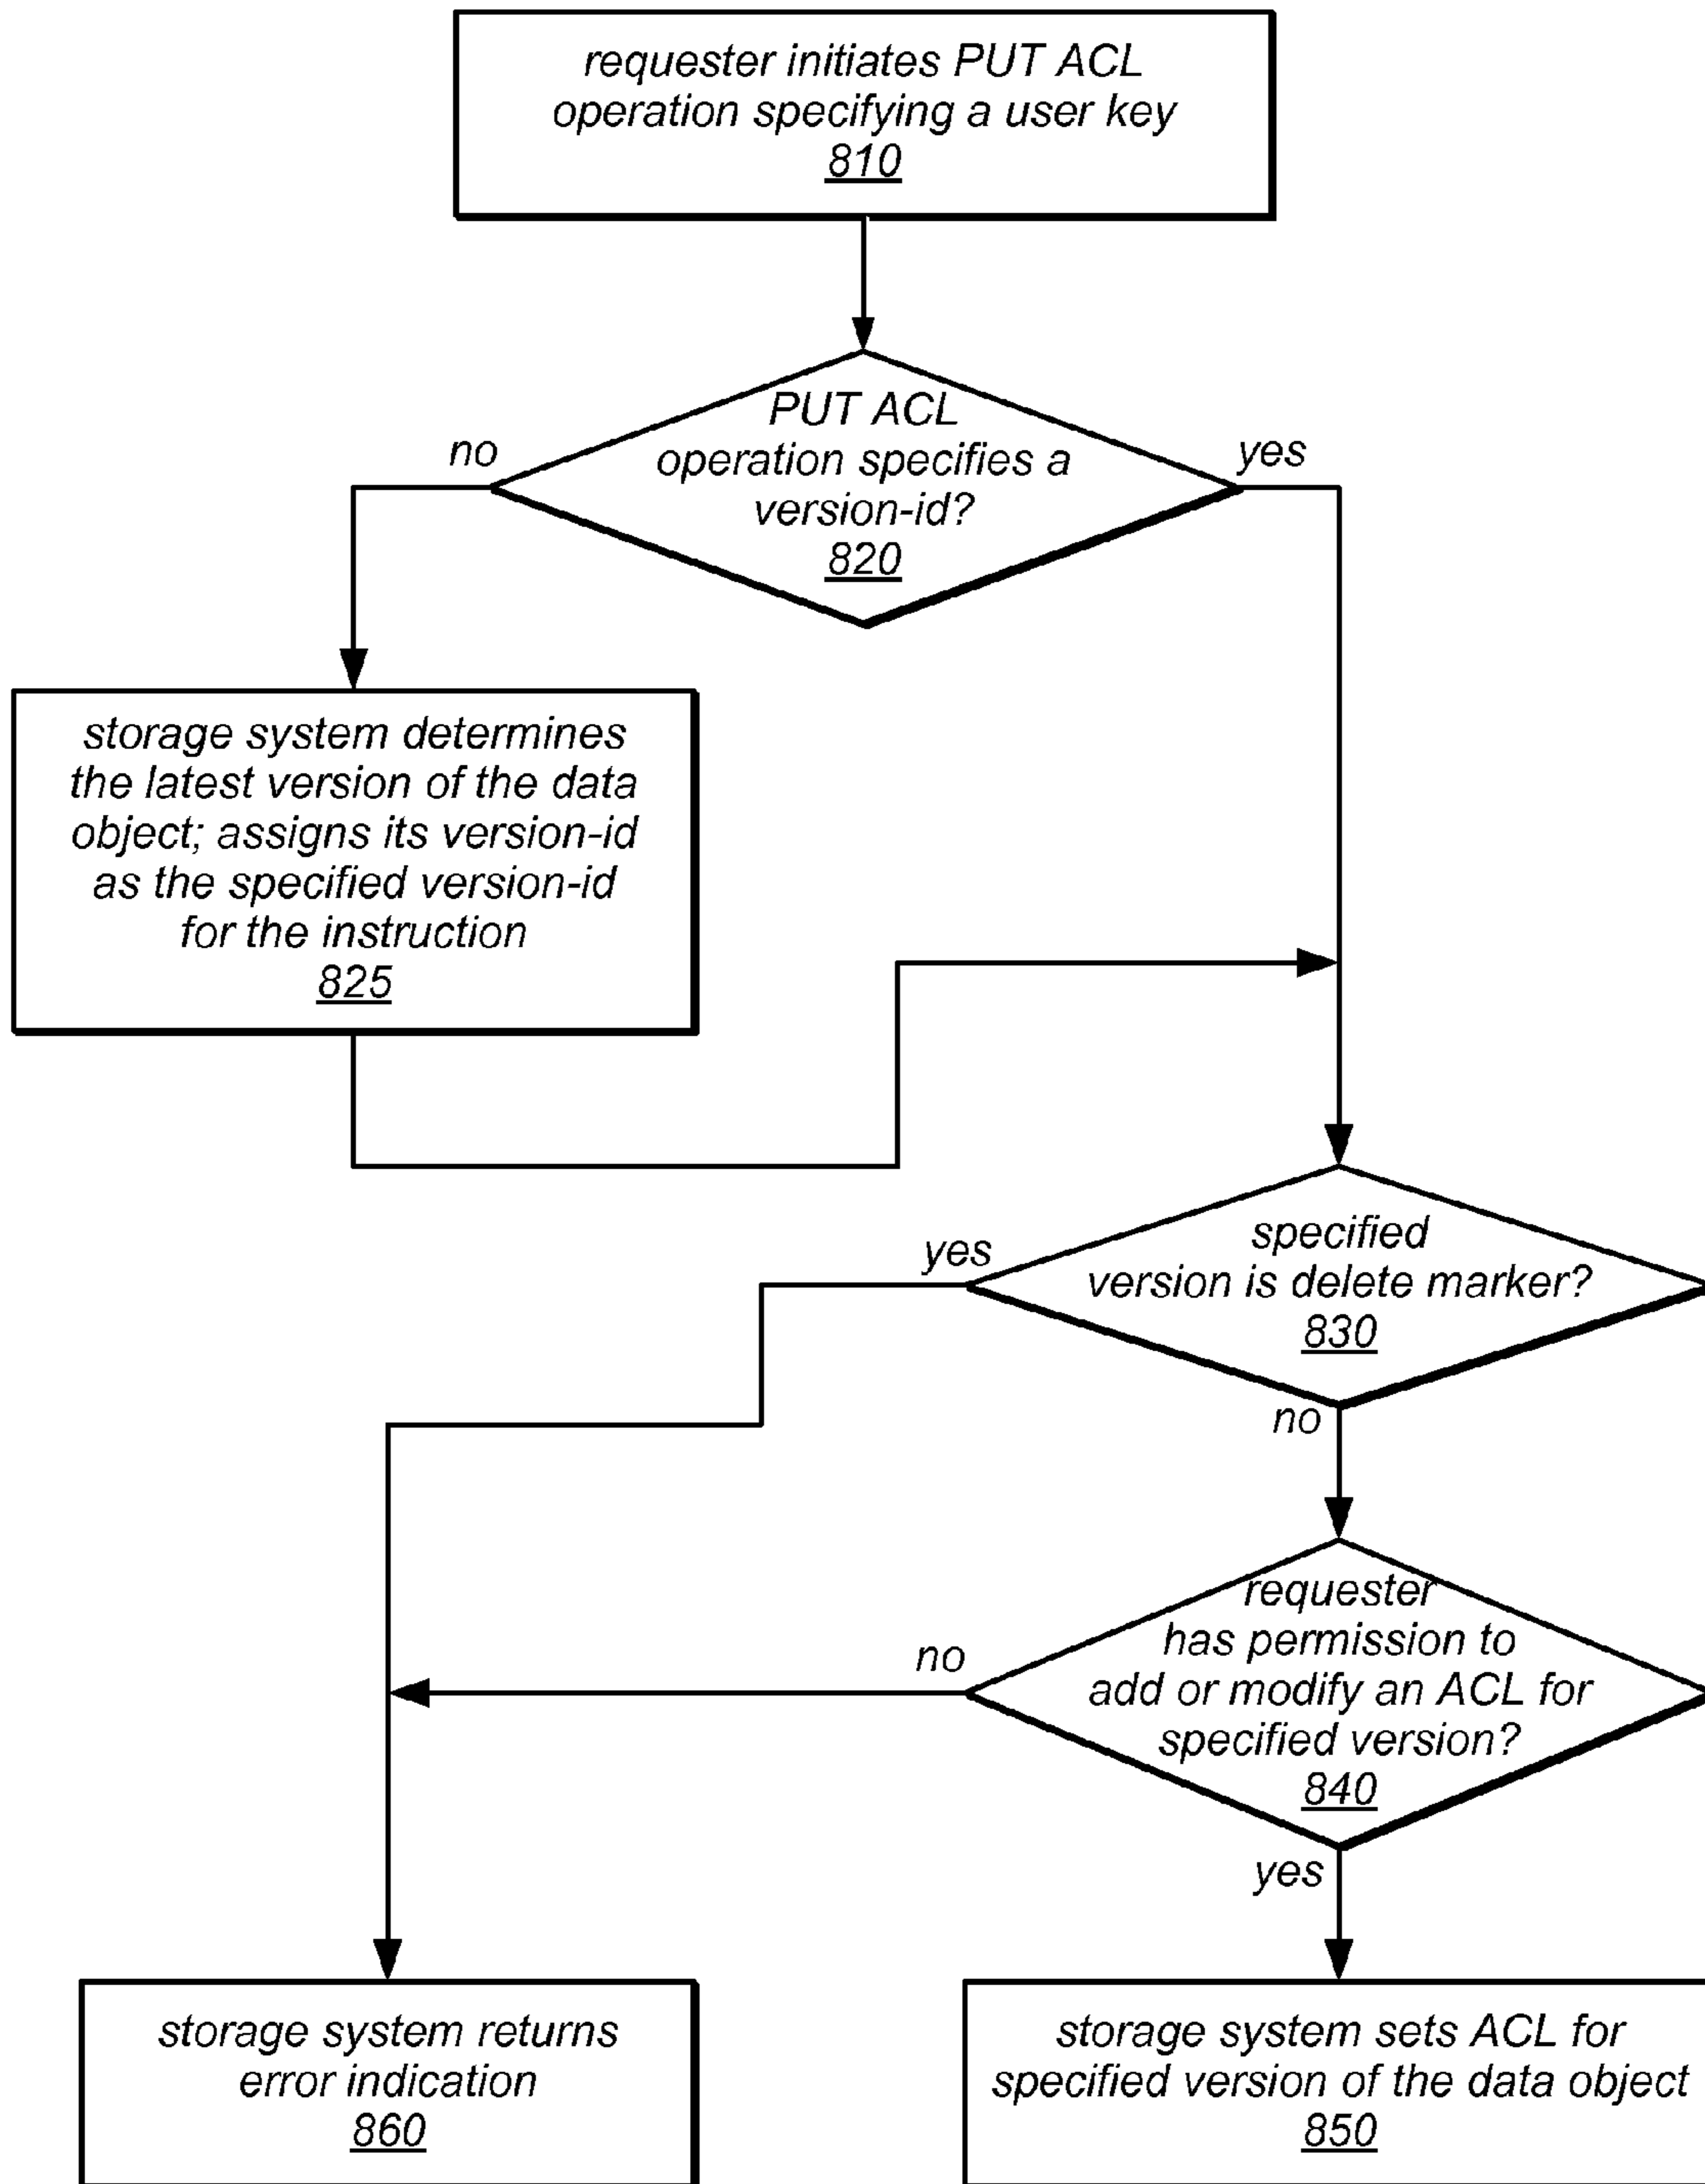 requester initiates PUT ACL
operation specifying a user key
810
PUT ACL
operation specifies a
version-id?
820
no
yes
storage system determines
the latest version of the data
object; assigns its version-id
as the specified version-id
for the instruction
825
specified
version is delete marker?
830
yes
no
requester
has permission to
add or modify an ACL for
specified version?
840
no
yes
storage system returns
error indication
860
storage system sets ACL for
specified version of the data object
850